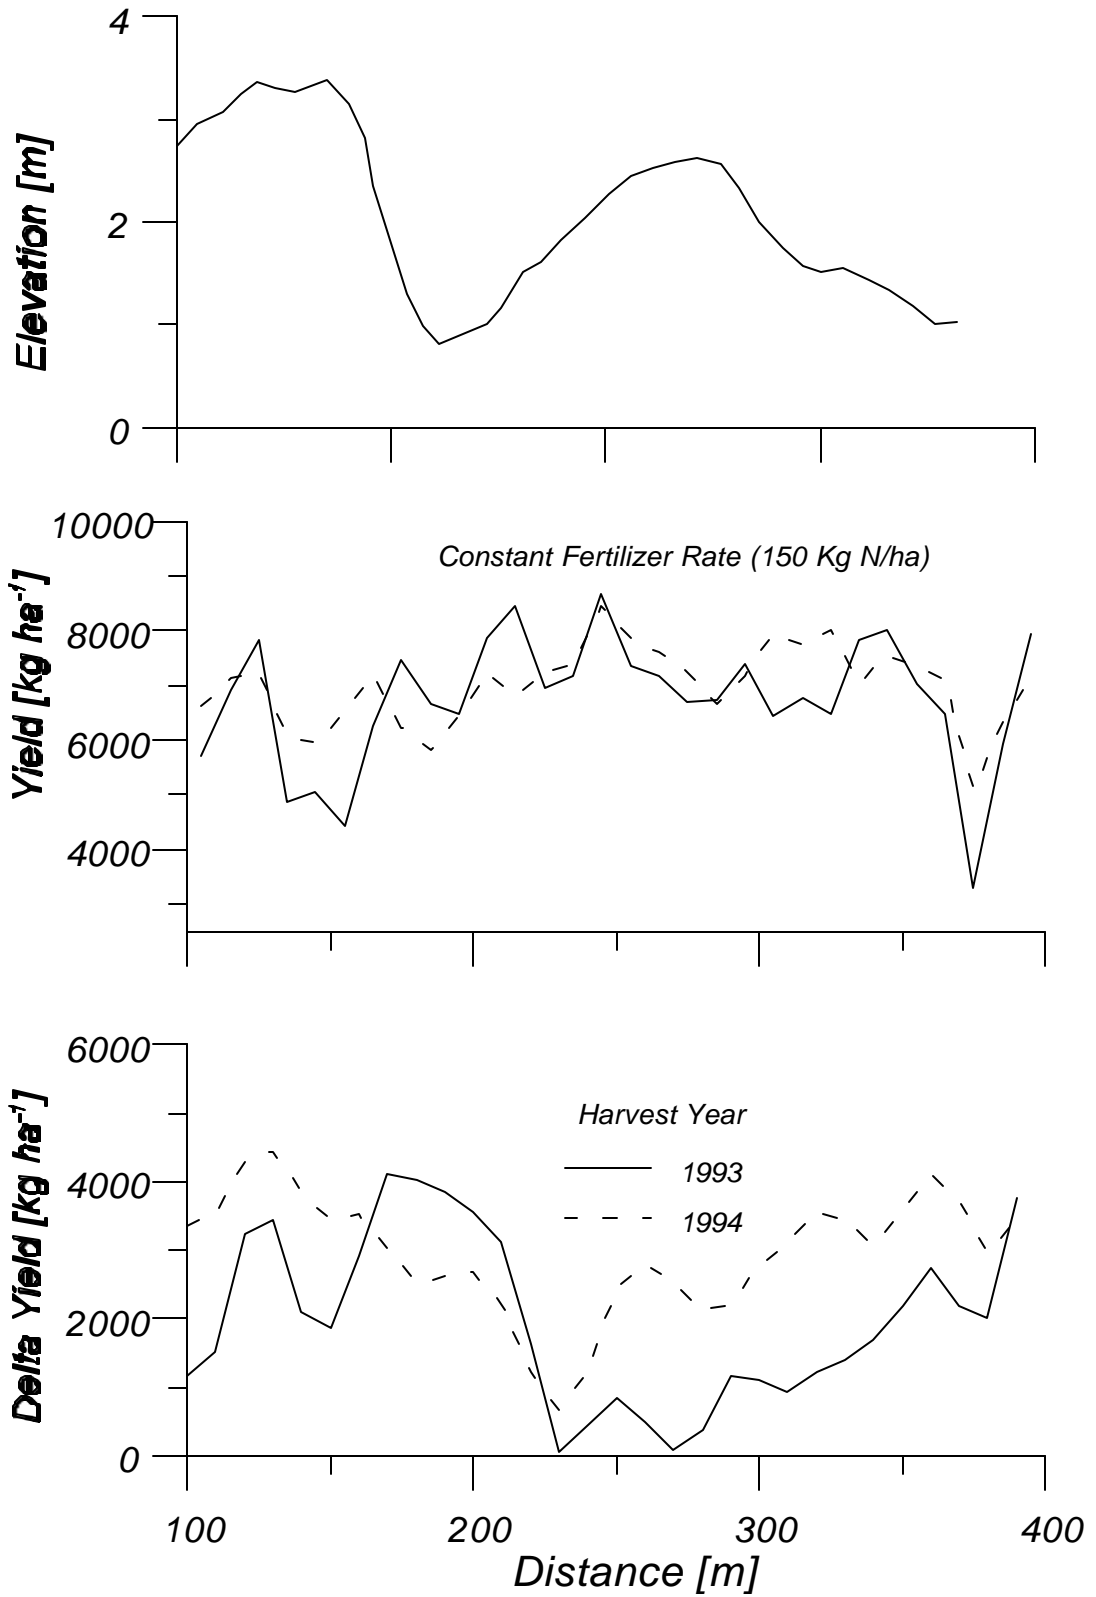 4
2
0
Elevation [m]
10000
8000
6000
4000
Yield [kg ha⁻¹]
Constant Fertilizer Rate (150 Kg N/ha)
6000
4000
2000
0
Delta Yield [kg ha⁻¹]
Harvest Year
1993
1994
100 200 300 400
Distance [m]